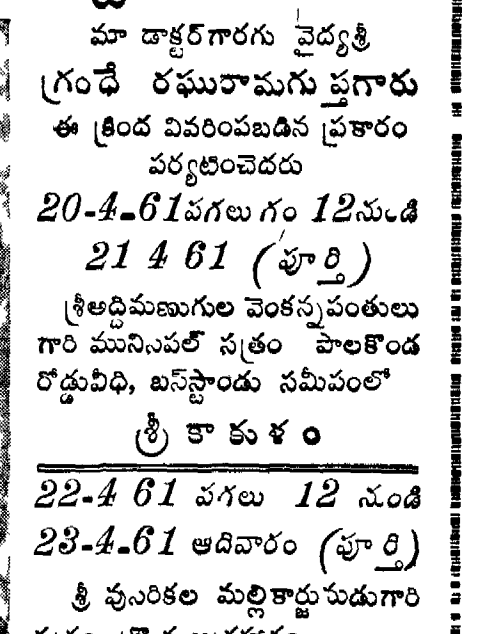 మా డాక్టర్‌గారగు వైద్యశ్రీ
గ్రంధే రఘురామగుప్తగారు
ఈ క్రింద వివరింపబడిన ప్రకారం
పర్యటించెదరు
20-4-61 పగలు గం 12నుండి
21 4 61 (పూర్తి)
శ్రీఅద్దిమణుగుల వెంకన్నపంతులు
గారి మునిసపల్ సత్రం పాలకొండ
రోడ్డువీధి, బస్‌స్టాండు సమీపంలో
శ్రీకాకుళం
22-4 61 పగలు 12 నుండి
23-4-61 ఆదివారం (పూర్తి)
శ్రీ వుసరికల మల్లికార్జునుడుగారి